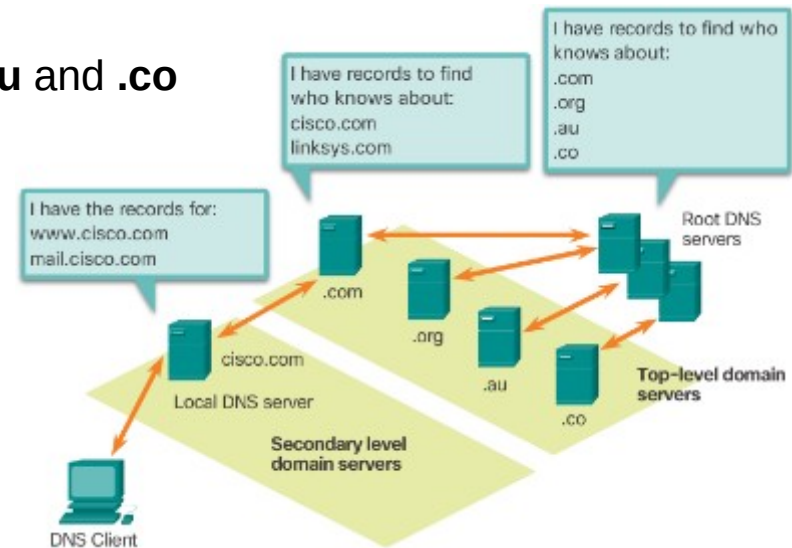 u and .co
I have records to find who
knows about:
.com
.org
.au
.co
I have records to find
who knows about:
cisco.com
linksys.com
I have the records for:
www.cisco.com
mail.cisco.com
Root DNS
servers
.com
.org
.au
.co
Top-level domain
servers
cisco.com
Local DNS server
Secondary level
domain servers
DNS Client